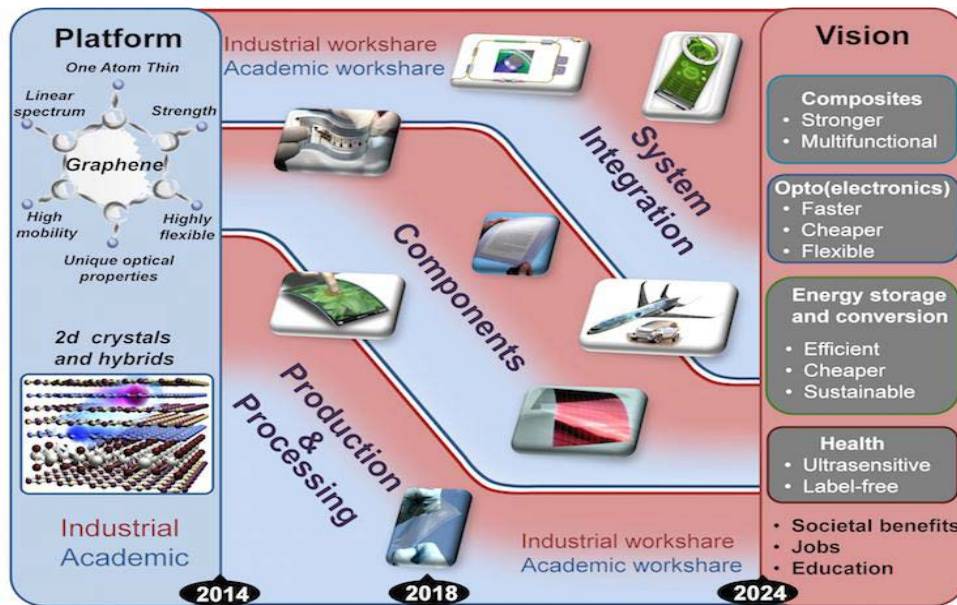 Platform
One Atom Thin
Linear
spectrum
Strength
Graphene
High
mobility
Highly
flexible
Unique optical
properties
2d crystals
and hybrids
Industrial
Academic
Industrial workshare
Academic workshare
System
Integration
Components
Production
&
Processing
Industrial workshare
Academic workshare
2014
2018
2024
Vision
Composites
• Stronger
• Multifunctional
Opto(electronics)
• Faster
• Cheaper
• Flexible
Energy storage
and conversion
• Efficient
• Cheaper
• Sustainable
Health
• Ultrasensitive
• Label-free
• Societal benefits
• Jobs
• Education